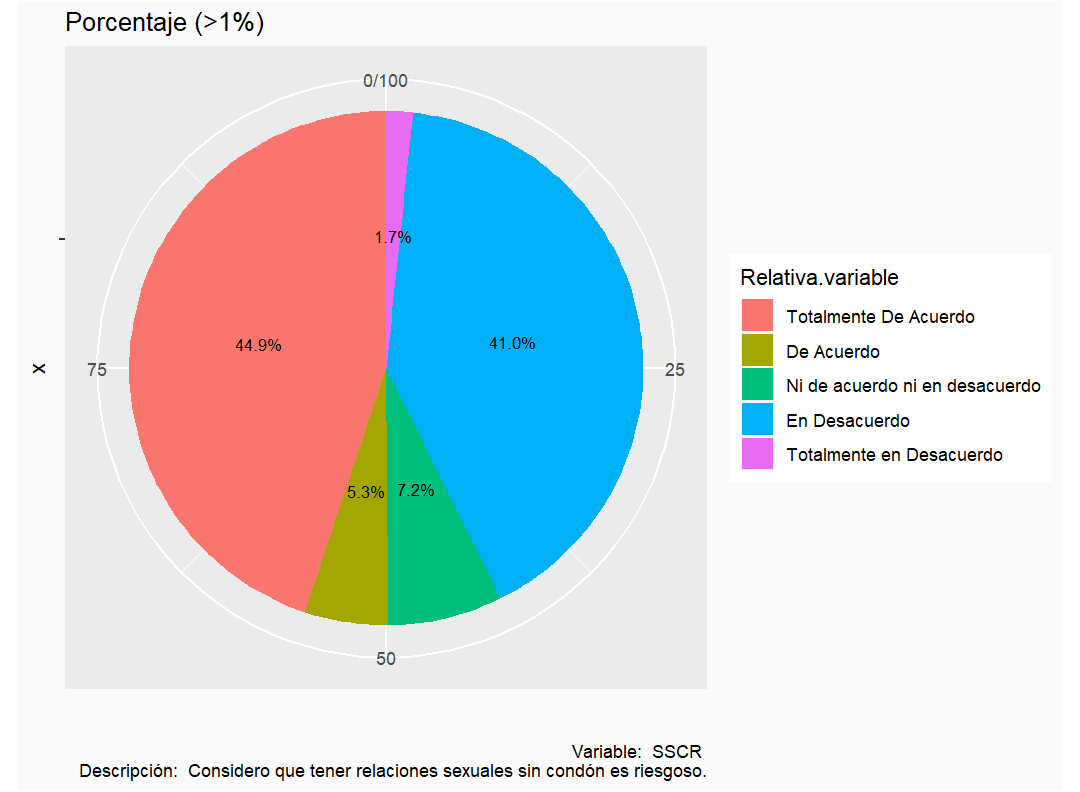 Porcentaje (>1%)
0/100
1.7%
44.9%
41.0%
75
25
x
5.3%
7.2%
50
Relativa.variable
Totalmente De Acuerdo
De Acuerdo
Ni de acuerdo ni en desacuerdo
En Desacuerdo
Totalmente en Desacuerdo
Variable:  SSCR
Descripción:  Considero que tener relaciones sexuales sin condón es riesgoso.